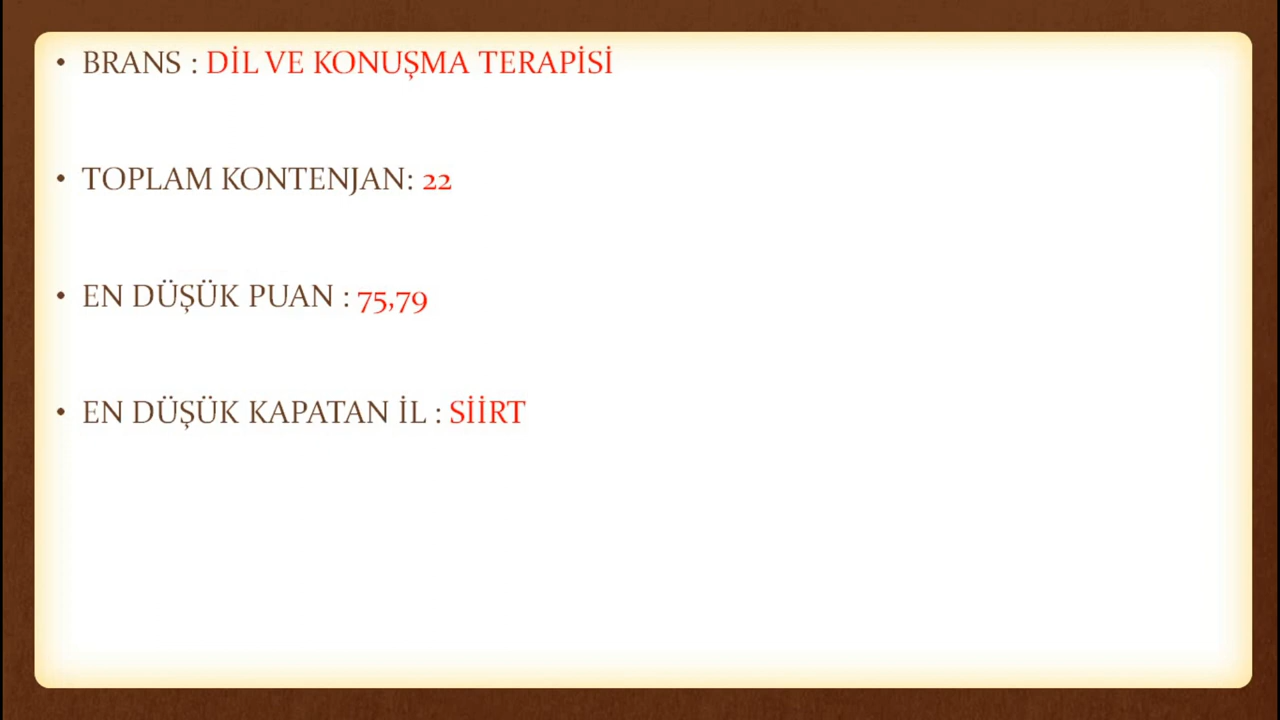 • BRANS : DİL VE KONUŞMA TERAPİSİ
• TOPLAM KONTENJAN: 22
• EN DÜŞÜK PUAN : 75,79
• EN DÜŞÜK KAPATAN İL : SİİRT